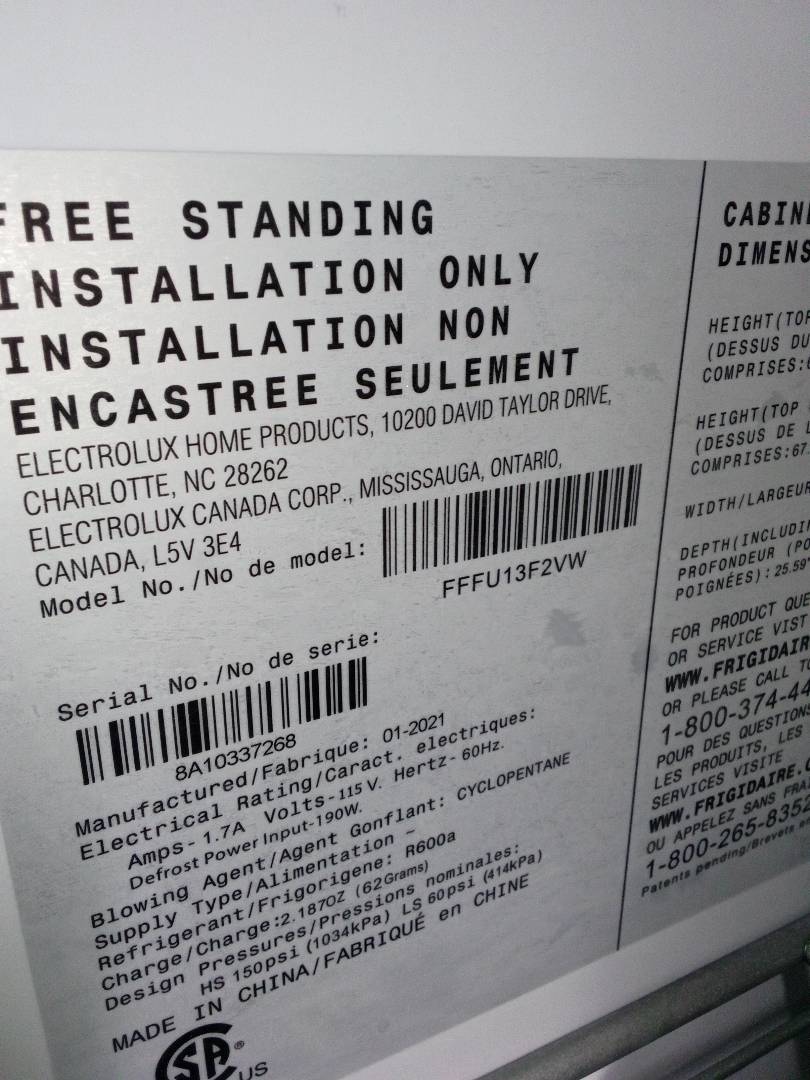 FREE STANDING
INSTALLATION ONLY
INSTALLATION NON
ENCASTREE SEULEMENT
ELECTROLUX HOME PRODUCTS, 10200 DAVID TAYLOR DRIVE,
CHARLOTTE, NC 28262
ELECTROLUX CANADA CORP., MISSISSAUGA, ONTARIO,
CANADA, L5V 3E4
Model No./No de model:
FFFU13F2VW
Serial No./No de serie:
8A10337268
Manufactured/Fabrique: 01-2021
Electrical Rating/Caract. electriques:
Amps- 1.7A Volts-115 V. Hertz- 60Hz.
Defrost Power Input-190W.
Blowing Agent/Agent Gonflant: CYCLOPENTANE
Supply Type/Alimentation -
Refrigerant/Frigorigene: R600a
Charge/Charge:2.187OZ (62Grams)
Design Pressures/Pressions nominales:
HS 150psi (1034kPa) LS 60psi (414kPa)
MADE IN CHINA/FABRIQUÉ en CHINE
SA ® US
CABIN
DIMENS
HEIGHT(TOP
(DESSUS DU
COMPRISES:
HEIGHT(TOP
(DESSUS DE
COMPRISES:67.
WIDTH/LARGEUR
DEPTH(INCLUDIN
PROFONDEUR (PO
POIGNÉES):25.59"
FOR PRODUCT QUE
OR SERVICE VIST
WWW.FRIGIDAIR
OR PLEASE CALL TO
1-800-374-44
POUR DES QUESTIONS
LES PRODUITS, LES
SERVICES VISITE
WWW.FRIGIDAIRE.C
OU APPELEZ SANS FRA
1-800-265-8352
Patents pending/Brevets en